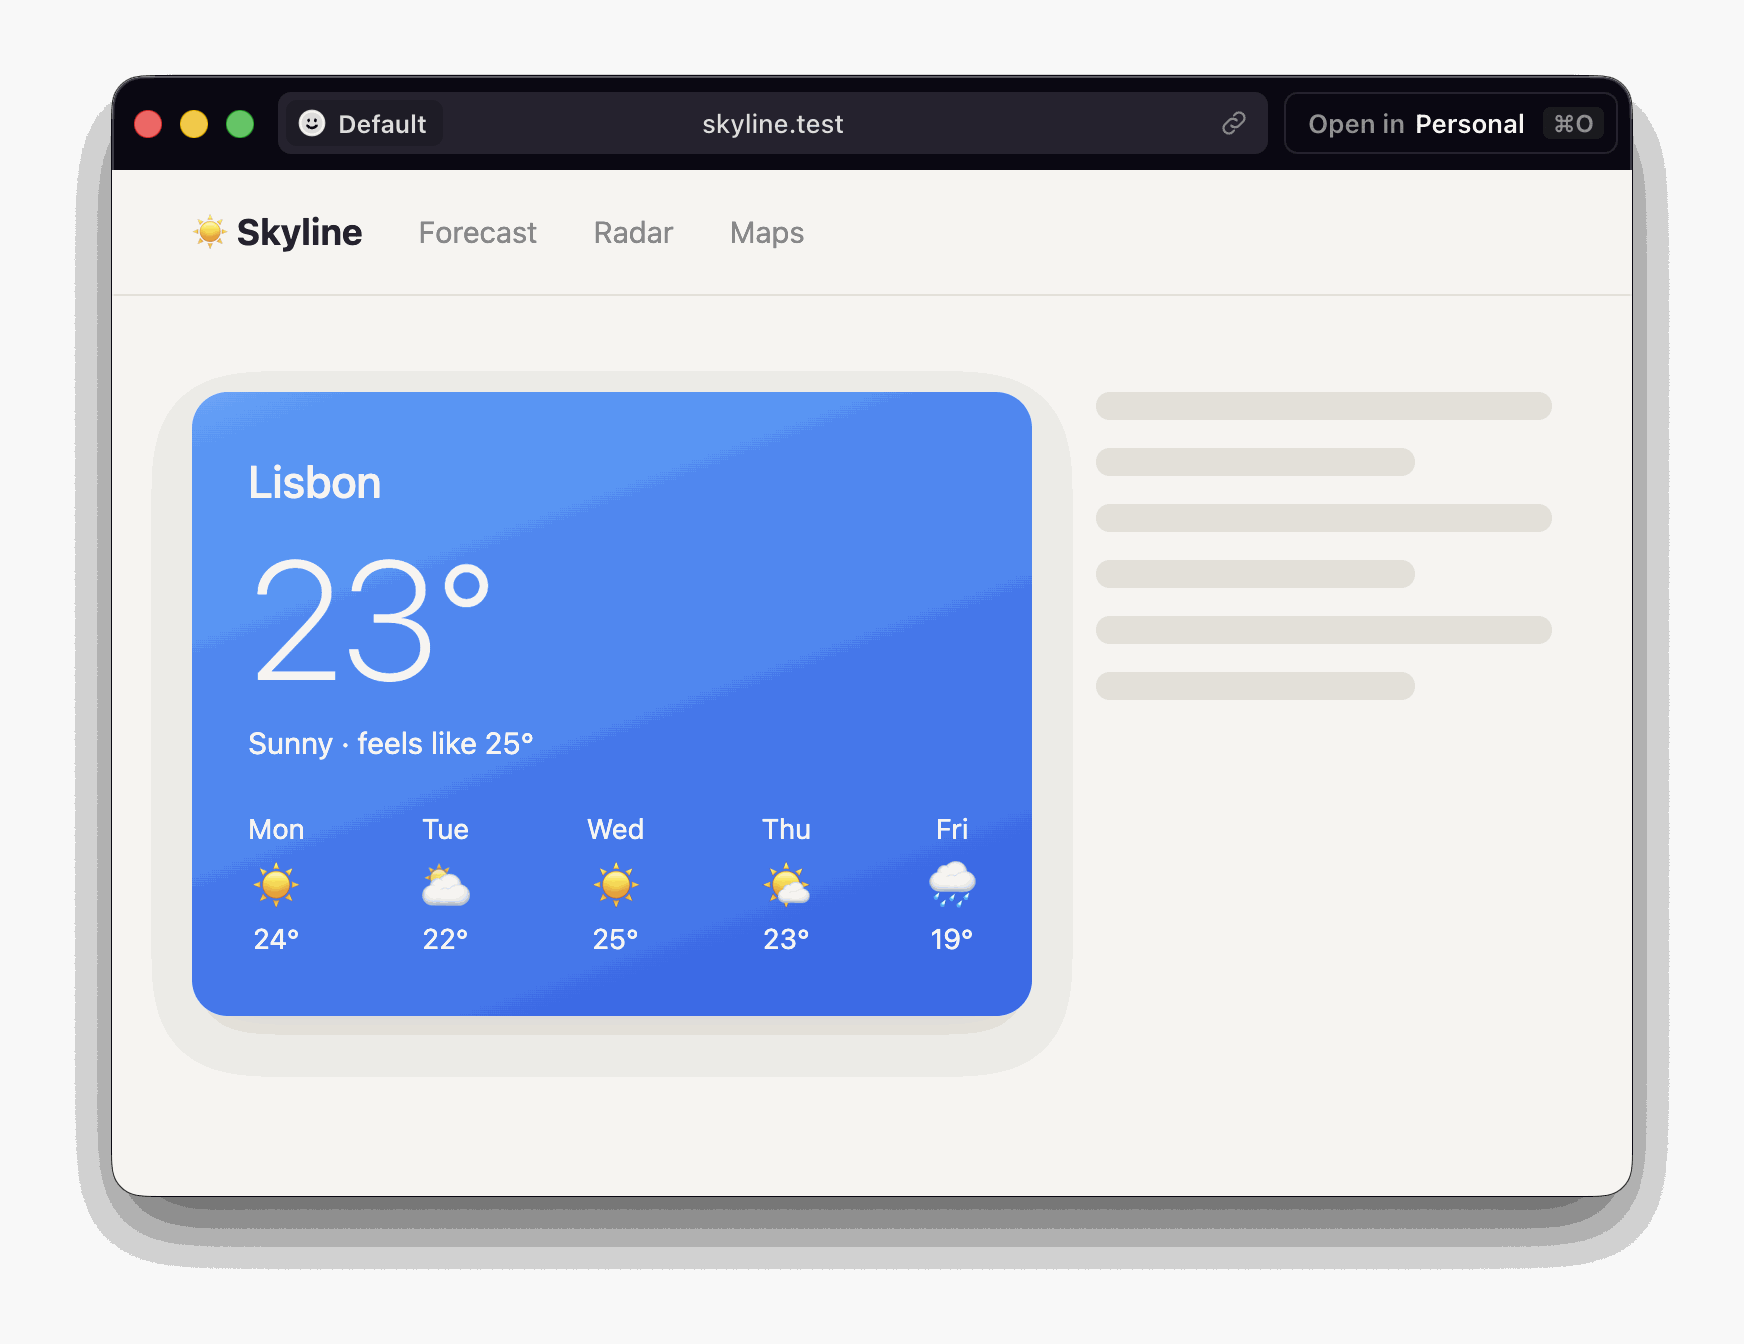 Default
skyline.test
Open in Personal ⌘O
Skyline Forecast Radar Maps
Lisbon
23°
Sunny · feels like 25°
Mon Tue Wed Thu Fri
24° 22° 25° 23° 19°